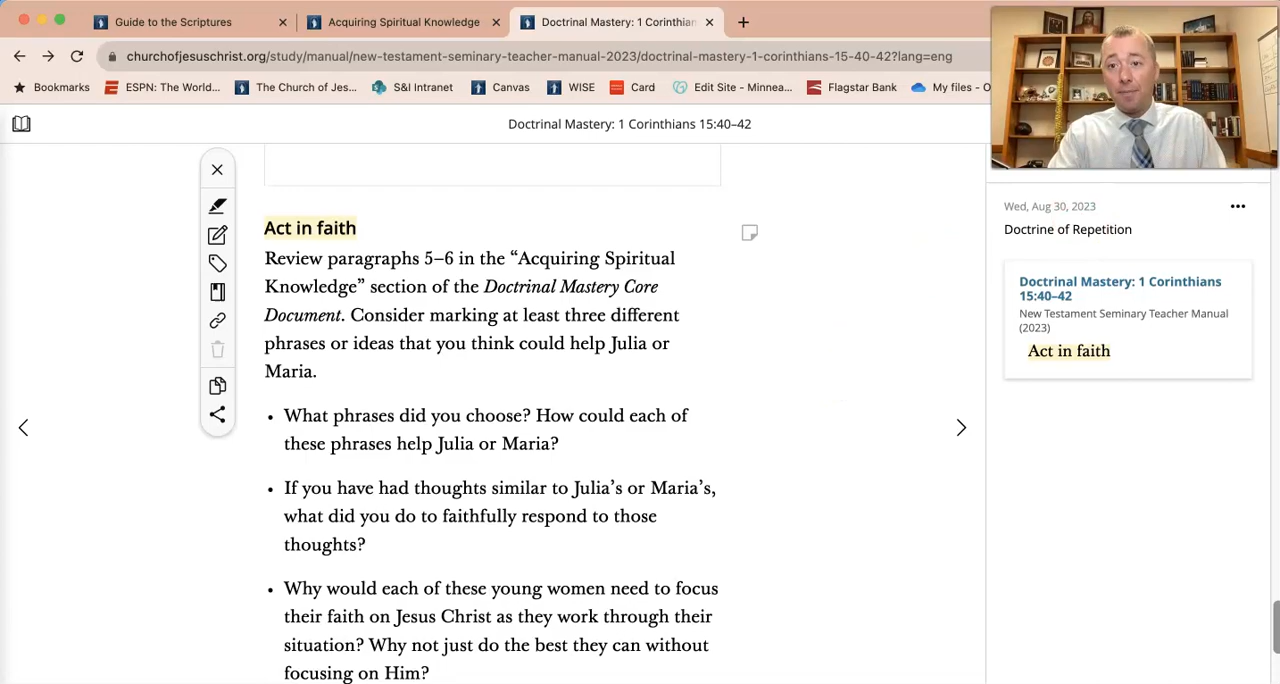 Guide to the Scriptures
Acquiring Spiritual Knowledge
Doctrinal Mastery: 1 Corinthian
churchofjesuschrist.org/study/manual/new-testament-seminary-teacher-manual-2023/doctrinal-mastery-1-corinthians-15-40-42?lang=eng
Bookmarks
ESPN: The World...
The Church of Jes...
S&I Intranet
Canvas
WISE
Card
Edit Site - Minnea...
Flagstar Bank
My files - O
Doctrinal Mastery: 1 Corinthians 15:40–42
Act in faith
Review paragraphs 5–6 in the “Acquiring Spiritual
Knowledge” section of the Doctrinal Mastery Core
Document. Consider marking at least three different
phrases or ideas that you think could help Julia or
Maria.
• What phrases did you choose? How could each of
these phrases help Julia or Maria?
• If you have had thoughts similar to Julia’s or Maria’s,
what did you do to faithfully respond to those
thoughts?
• Why would each of these young women need to focus
their faith on Jesus Christ as they work through their
situation? Why not just do the best they can without
focusing on Him?
Wed, Aug 30, 2023
Doctrine of Repetition
Doctrinal Mastery: 1 Corinthians
15:40–42
New Testament Seminary Teacher Manual
(2023)
Act in faith